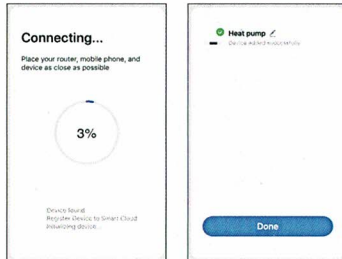 Connecting...
Place your router, mobile phone, and
device as close as possible
3%
Device found
Register Device to Smart Cloud
Initializing device...
Heat pump
Device added successfully
Done